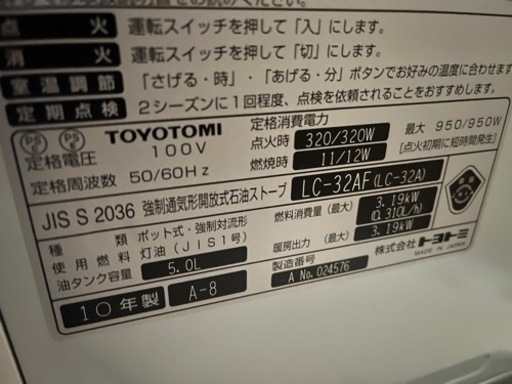 点 火 運転スイッチを押して「入」にします。
消 火 運転スイッチを押して「切」にします。
室温調節 「さげる・時」・「あげる・分」ボタンでお好みの温度に合わせます
定期点検 2シーズンに1回程度、点検を依頼されることをおすすめします。
TOYOTOMI
定格電圧 100V
定格周波数 50/60HZ
定格消費電力
点火時 320/320W
最大 950/950W
燃焼時 11/12W
[点火初期に短時間発生]
JIS S 2036 強制通気形開放式石油ストーブ LC-32AF(LC-32A)
種類 ポット式・強制対流形
使用燃料 灯油(JIS1号)
油タンク容量 5.0L
燃料消費量(最大) 3.19kW
(0.310L/h)
暖房出力(最大) 3.19kW
製造番号
A No. 024576
株式会社トヨトミ
MADE IN JAPAN
10年製 A-8